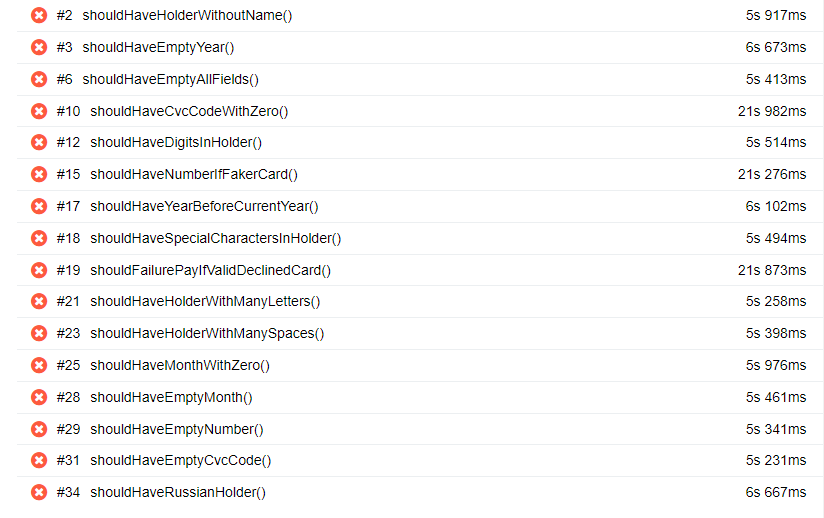 #2 shouldHaveHolderWithoutName() 5s 917ms
#3 shouldHaveEmptyYear() 6s 673ms
#6 shouldHaveEmptyAllFields() 5s 413ms
#10 shouldHaveCvcCodeWithZero() 21s 982ms
#12 shouldHaveDigitsInHolder() 5s 514ms
#15 shouldHaveNumberIfFakerCard() 21s 276ms
#17 shouldHaveYearBeforeCurrentYear() 6s 102ms
#18 shouldHaveSpecialCharactersInHolder() 5s 494ms
#19 shouldFailurePayIfValidDeclinedCard() 21s 873ms
#21 shouldHaveHolderWithManyLetters() 5s 258ms
#23 shouldHaveHolderWithManySpaces() 5s 398ms
#25 shouldHaveMonthWithZero() 5s 976ms
#28 shouldHaveEmptyMonth() 5s 461ms
#29 shouldHaveEmptyNumber() 5s 341ms
#31 shouldHaveEmptyCvcCode() 5s 231ms
#34 shouldHaveRussianHolder() 6s 667ms